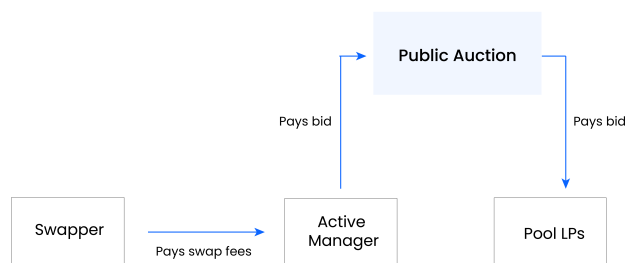 Public Auction
Pays bid
Pays bid
Swapper
Pays swap fees
Active
Manager
Pool LPs